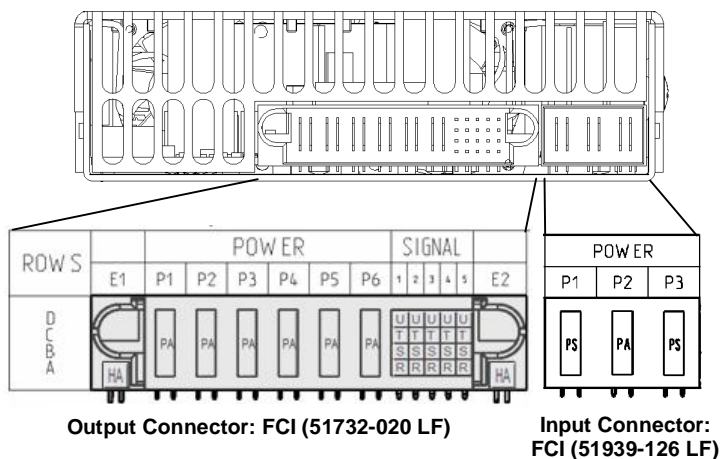 ROWS
POWER
SIGNAL
E1 P1 P2 P3 P4 P5 P6 1 2 3 4 5 E2
D
C
B
A
PA PA PA PA PA PA
U U U U U
T T T T T
S S S S S
R R R R R
HA HA
POWER
P1 P2 P3
PS PA PS
Output Connector: FCI (51732-020 LF)
Input Connector:
FCI (51939-126 LF)